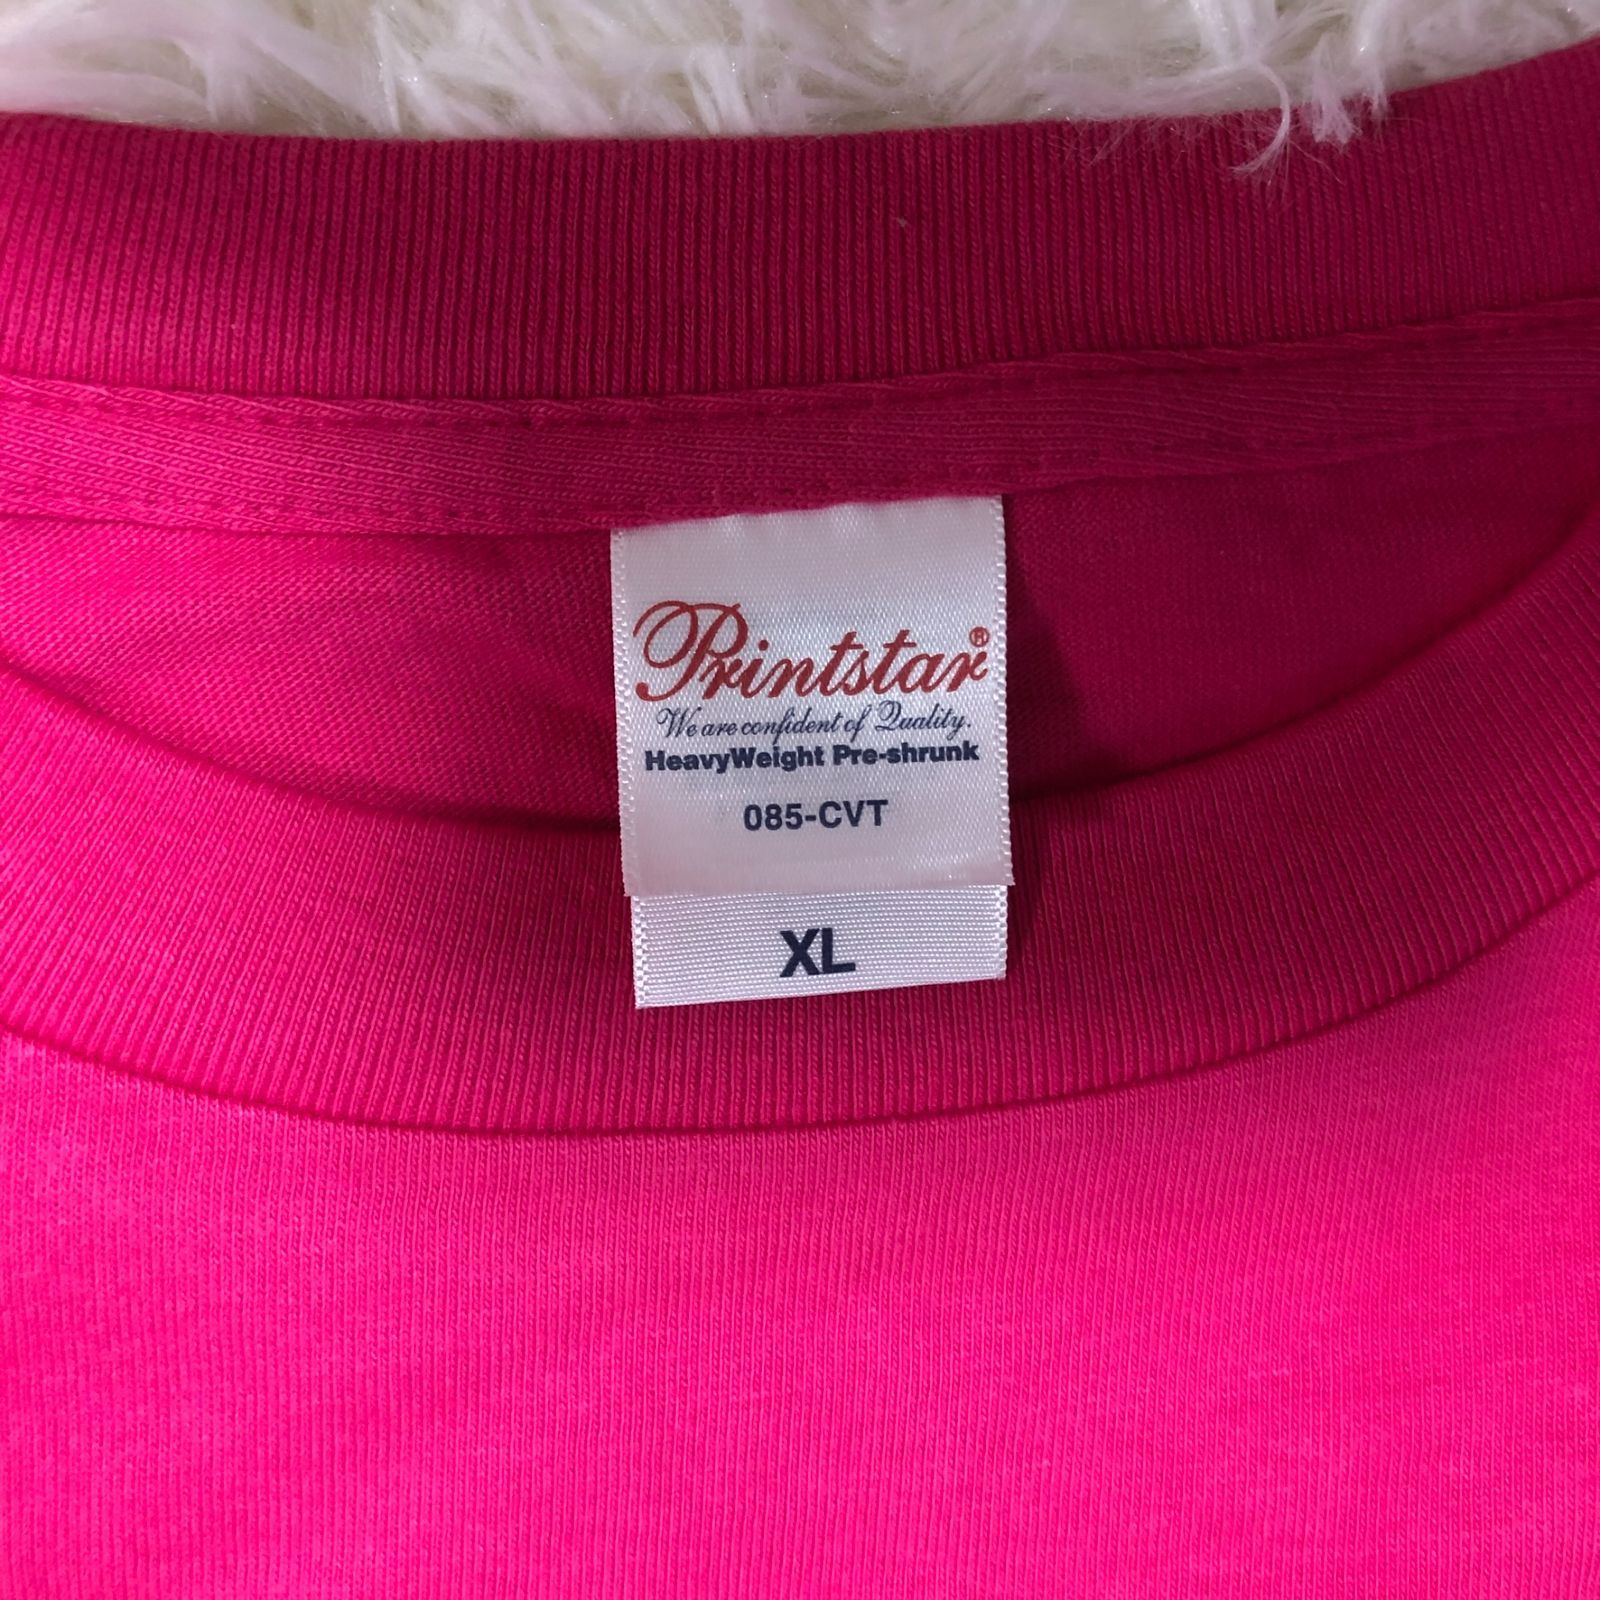 Printstar®
We are confident of Quality.
HeavyWeight Pre-shrunk
085-CVT
XL